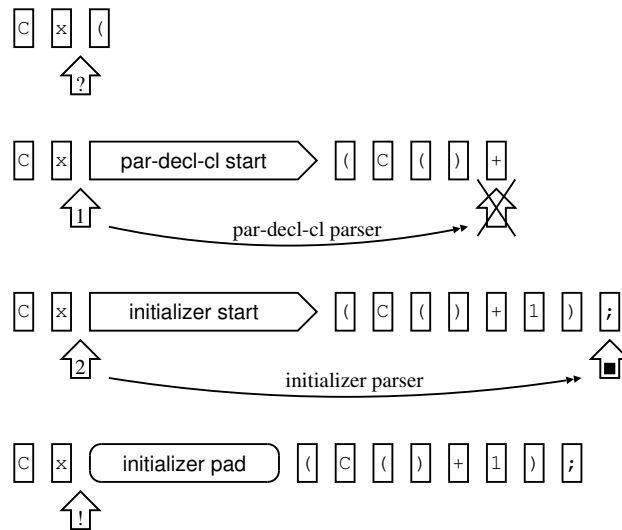 C x (
?
C x par-decl-cl start ( C ( ) +
1
par-decl-cl parser
C x initializer start ( C ( ) + 1 ) ;
2
initializer parser
C x initializer pad ( C ( ) + 1 ) ;
!